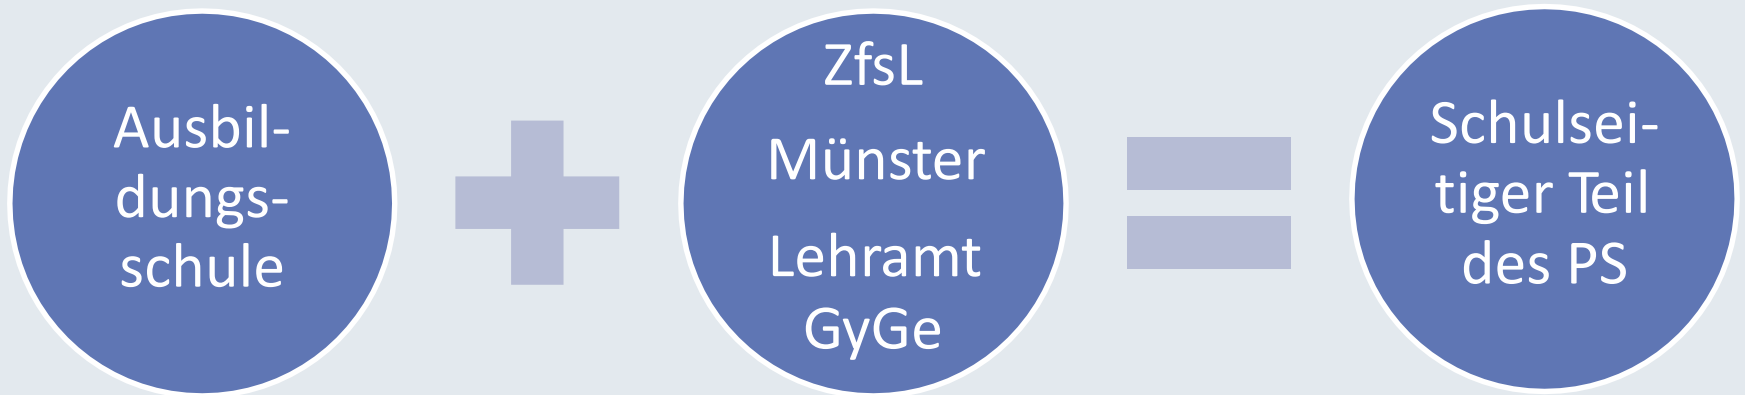 Ausbil-
dungs-
schule
ZfsL
Münster
Lehramt
GyGe
Schulsei-
tiger Teil
des PS